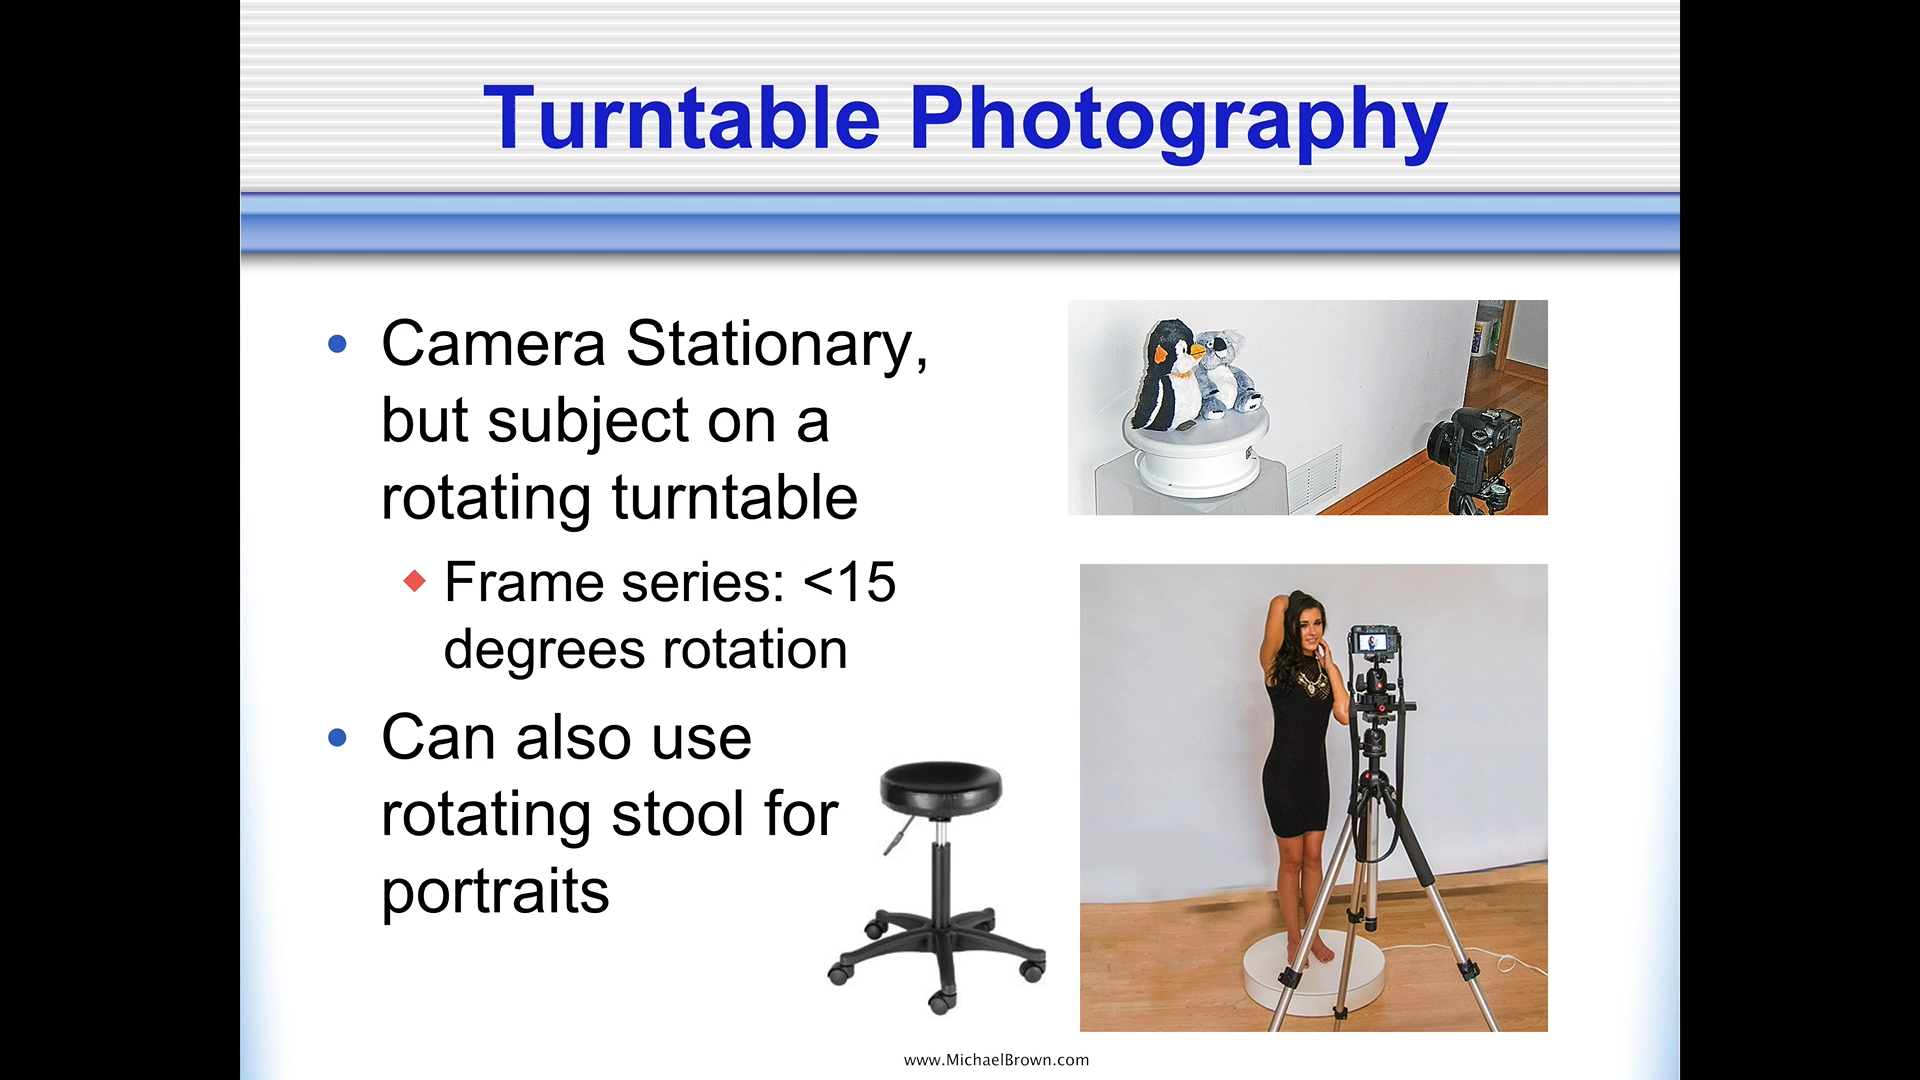 Turntable Photography
Camera Stationary,
but subject on a
rotating turntable
Frame series: <15
degrees rotation
Can also use
rotating stool for
portraits
www.MichaelBrown.com